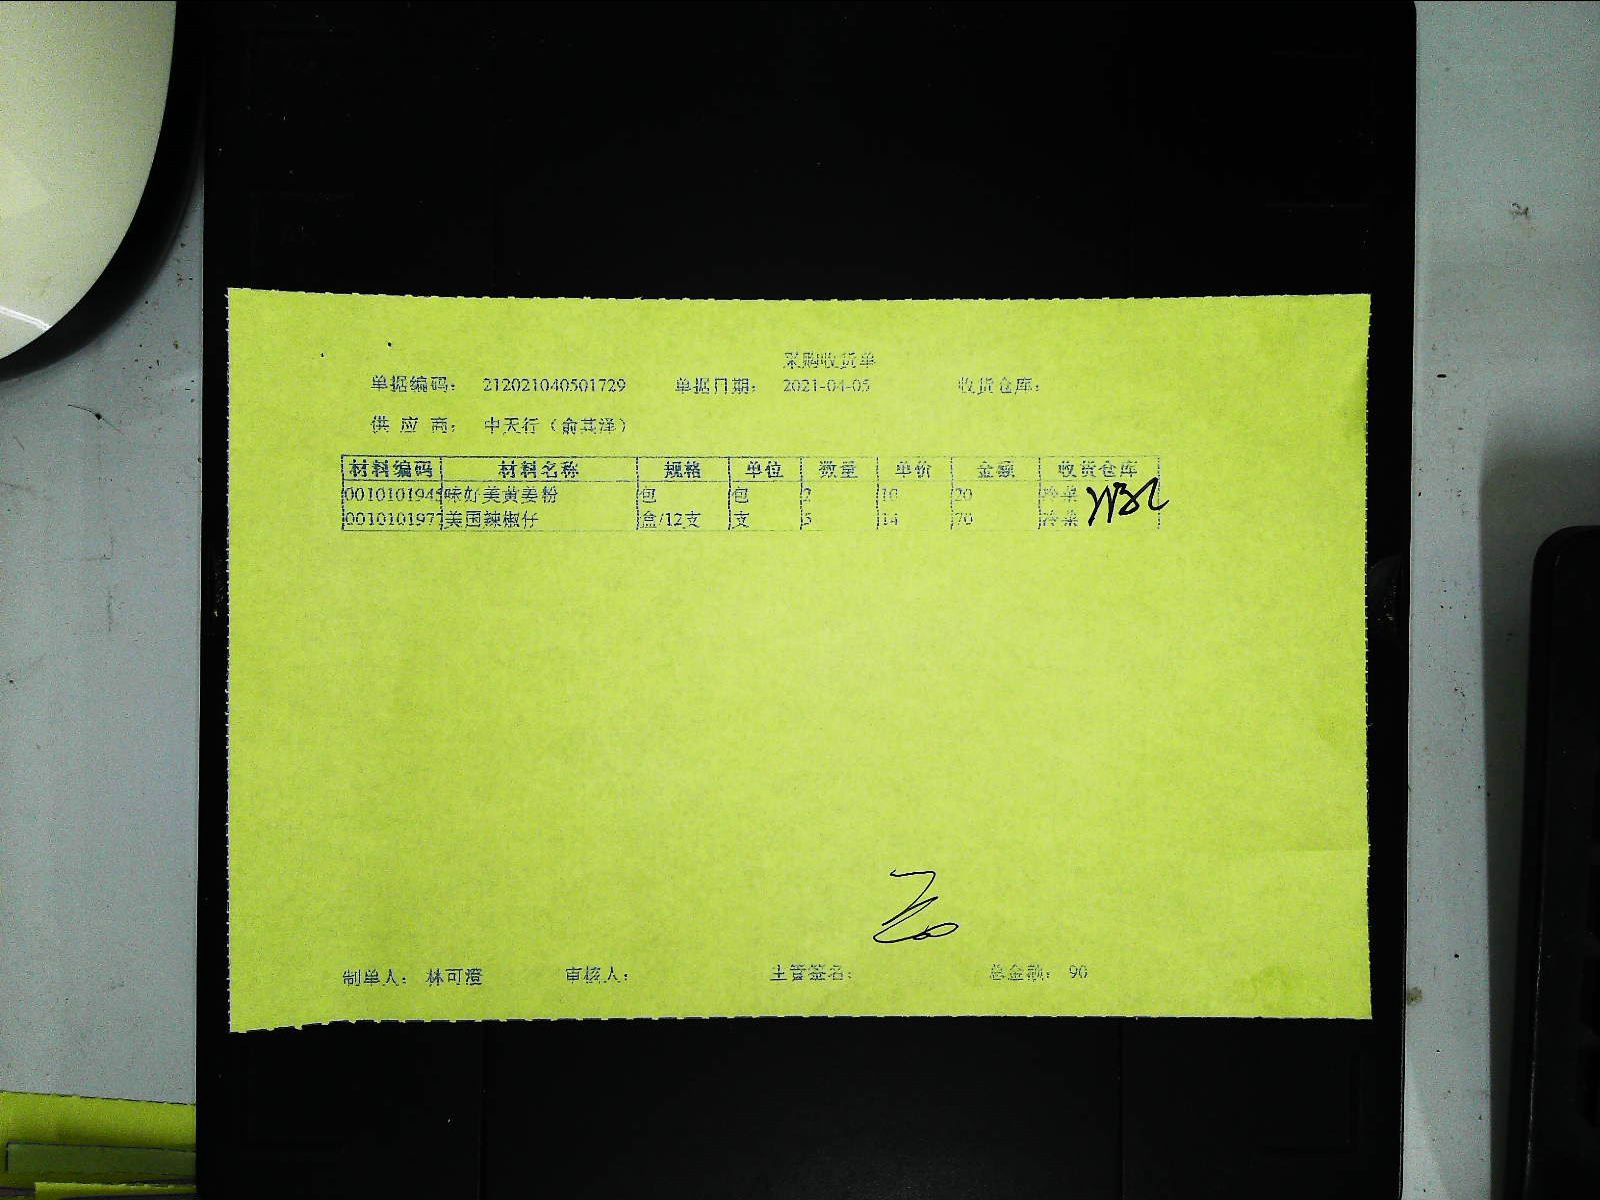 采购收货单
单据编码： 212021040501729 单据日期： 2021-04-05 收货仓库：
供 应 商： 中天行（俞其泽）
材料编码 材料名称 规格 单位 数量 单价 金额 收货仓库
0010101945 味好美黄姜粉 包 包 2 10 20 冷菜
0010101977 美国辣椒仔 盒/12支 支 5 14 70 冷菜
制单人： 林可澄 审核人： 主管签名： 总金额： 90